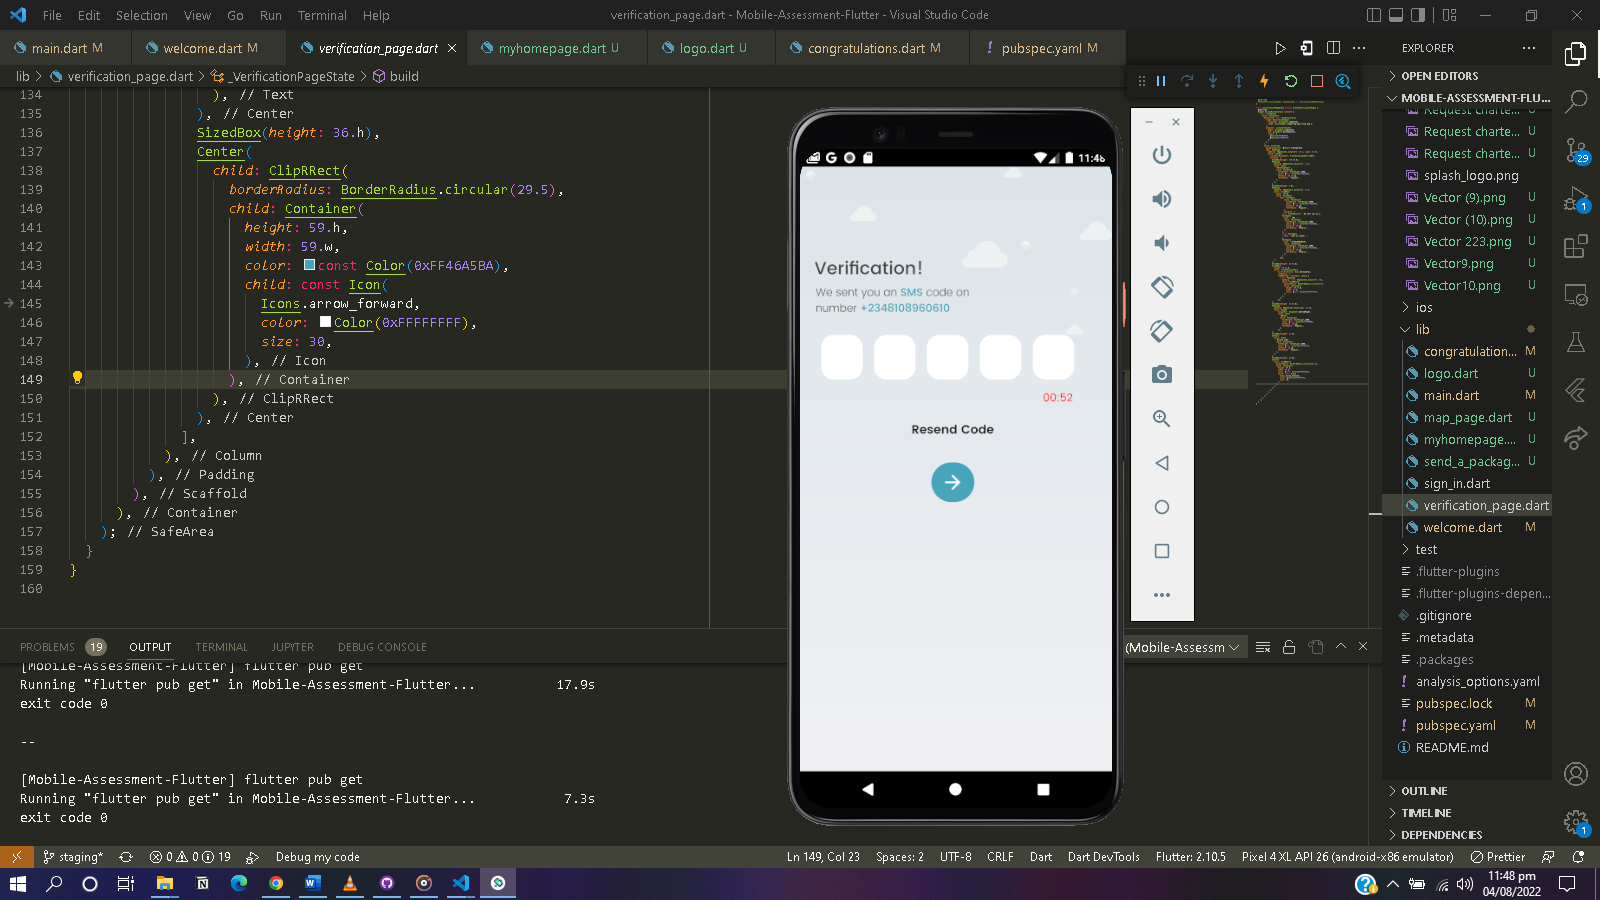 File Edit Selection View Go Run Terminal Help
verification_page.dart - Mobile-Assessment-Flutter - Visual Studio Code
main.dart M
welcome.dart M
verification_page.dart
myhomepage.dart U
logo.dart U
congratulations.dart M
! pubspec.yaml M
EXPLORER
lib > verification_page.dart > _VerificationPageState > build
134 ), // Text
135 ), // Center
136 SizedBox(height: 36.h),
137 Center(
138 child: ClipRRect(
139 borderRadius: BorderRadius.circular(29.5),
140 child: Container(
141 height: 59.h,
142 width: 59.w,
143 color: const Color(0xFF46A5BA),
144 child: const Icon(
145 Icons.arrow_forward,
146 color: Color(0xFFFFFFFF),
147 size: 30,
148 ), // Icon
149 ), // Container
150 ), // ClipRRect
151 ), // Center
152 ],
153 ), // Column
154 ), // Padding
155 ), // Scaffold
156 ), // Container
157 ); // SafeArea
158 }
159 }
160
11:48
Verification!
We sent you an SMS code on
number +2348108960610
00:52
Resend Code
OPEN EDITORS
MOBILE-ASSESSMENT-FLU...
Request charte... U
Request charte... U
Request charte... U
splash_logo.png
Vector (9).png U
Vector (10).png U
Vector 223.png U
Vector9.png U
Vector10.png U
ios
lib
congratulation... M
logo.dart U
main.dart M
map_page.dart U
myhomepage.... U
send_a_packag... U
sign_in.dart
verification_page.dart
welcome.dart M
test
.flutter-plugins
.flutter-plugins-depen...
.gitignore
.metadata
.packages
! analysis_options.yaml
pubspec.lock M
! pubspec.yaml M
README.md
OUTLINE
TIMELINE
DEPENDENCIES
29
1
1
PROBLEMS 19 OUTPUT TERMINAL JUPYTER DEBUG CONSOLE
(Mobile-Assessm
[Mobile-Assessment-Flutter] flutter pub get
Running "flutter pub get" in Mobile-Assessment-Flutter... 17.9s
exit code 0
--
[Mobile-Assessment-Flutter] flutter pub get
Running "flutter pub get" in Mobile-Assessment-Flutter... 7.3s
exit code 0
staging* 0 0 19 Debug my code
Ln 149, Col 23 Spaces: 2 UTF-8 CRLF Dart Dart DevTools Flutter: 2.10.5 Pixel 4 XL API 26 (android-x86 emulator) Prettier
11:48 pm
04/08/2022